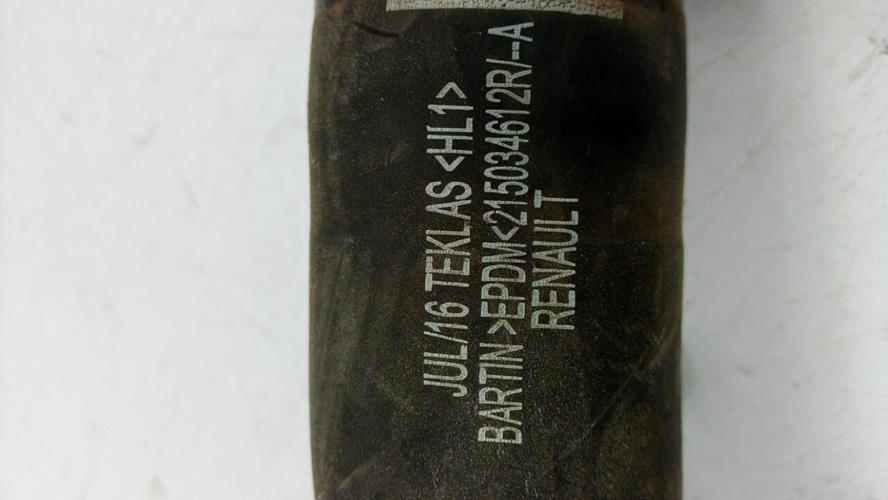 JUL/16 TEKLAS <HL1>
BARTIN >EPDM<215034612R/--A
RENAULT